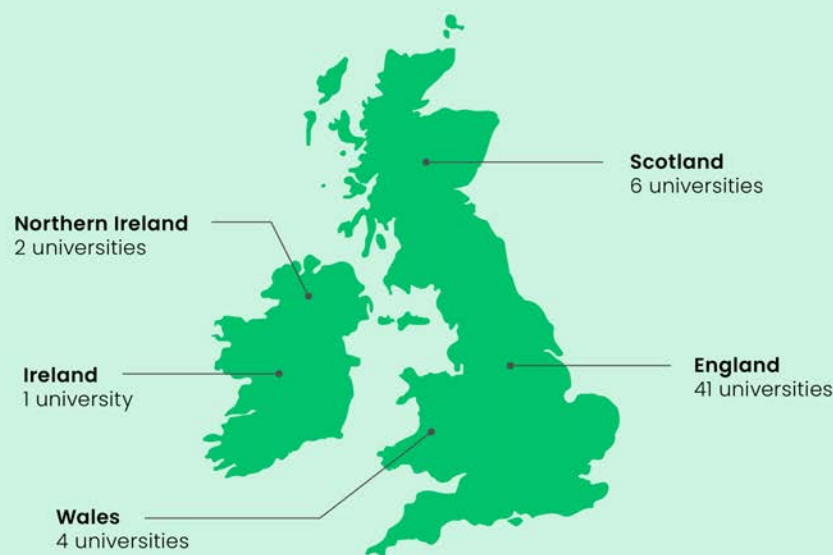 Scotland
6 universities
Northern Ireland
2 universities
England
41 universities
Ireland
1 university
Wales
4 universities